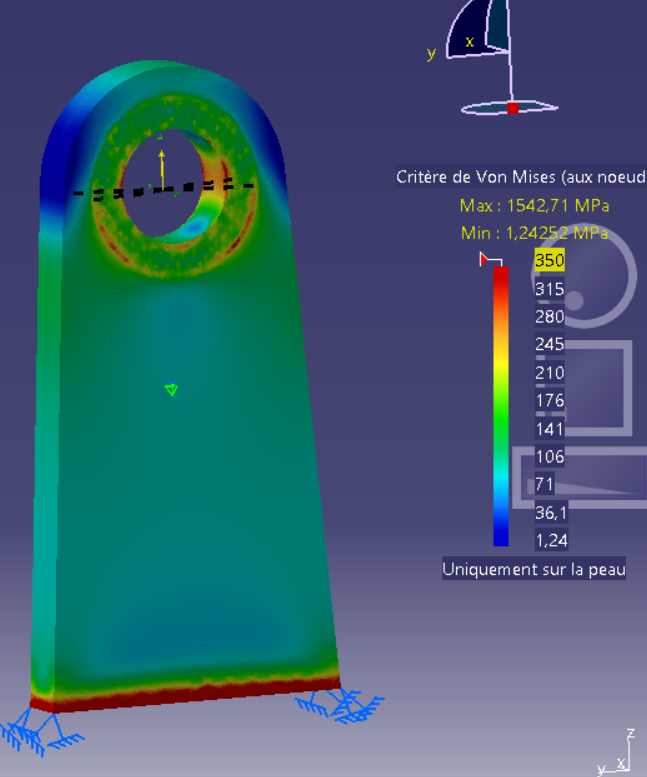 x
y
Critère de Von Mises (aux noeud
Max : 1542,71 MPa
Min : 1,24252 MPa
350
315
280
245
210
176
141
106
71
36,1
1,24
Uniquement sur la peau
z
y x